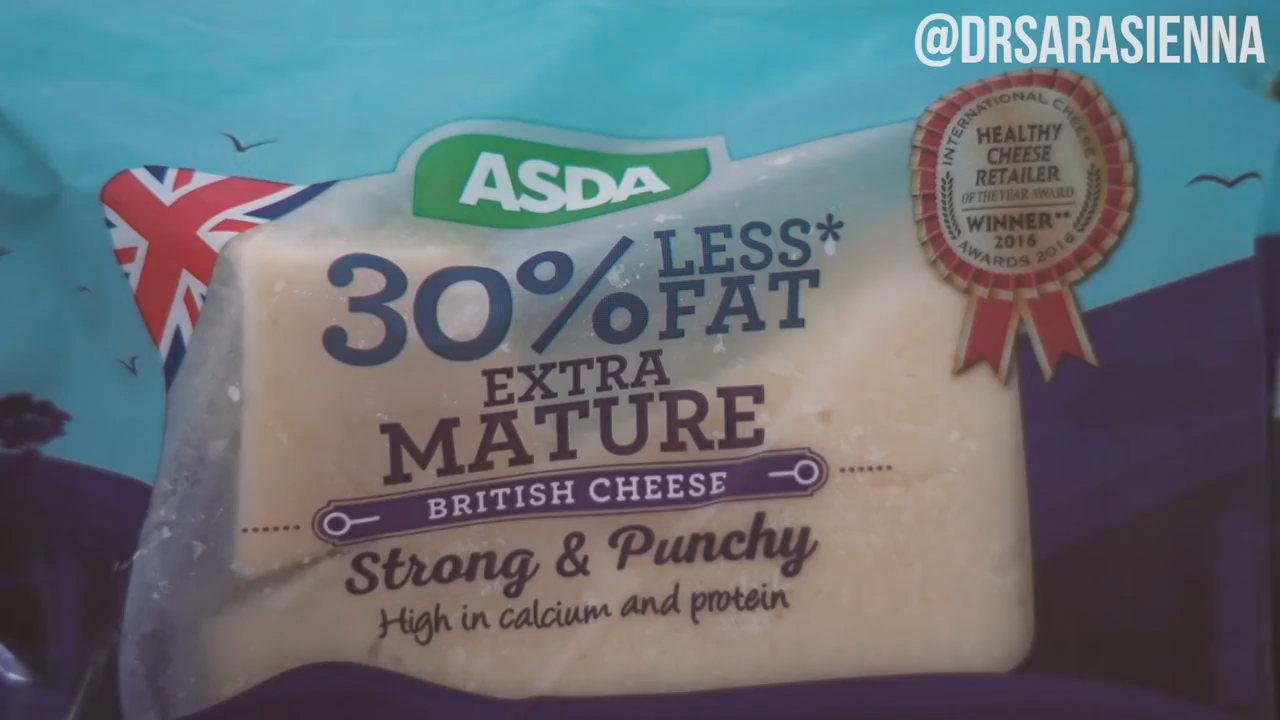 @DRSARASIENNA
ASDA
30% LESS* FAT
EXTRA
MATURE
BRITISH CHEESE
Strong & Punchy
High in calcium and protein
INTERNATIONAL CHEESE
HEALTHY
CHEESE
RETAILER
OF THE YEAR AWARD
WINNER**
2016
AWARDS 2016